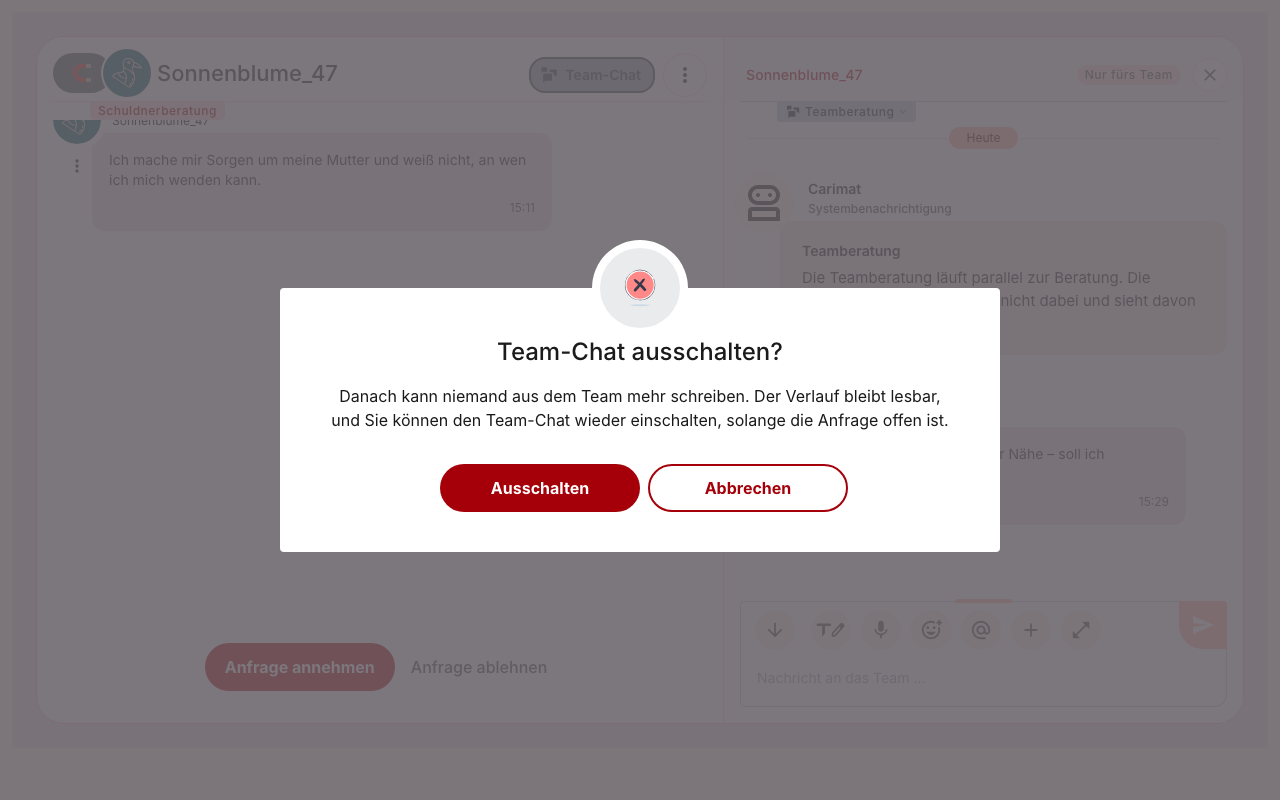 Sonnenblume_47
Team-Chat
Schuldnerberatung
Sonnenblume_47
Ich mache mir Sorgen um meine Mutter und weiß nicht, an wen
ich mich wenden kann.
15:11
Anfrage annehmen
Anfrage ablehnen
Sonnenblume_47
Nur fürs Team
Teamberatung
Heute
Carimat
Systembenachrichtigung
Teamberatung
Die Teamberatung läuft parallel zur Beratung. Die
nicht dabei und sieht davon
r Nähe – soll ich
15:29
Nachricht an das Team ...
Team-Chat ausschalten?
Danach kann niemand aus dem Team mehr schreiben. Der Verlauf bleibt lesbar,
und Sie können den Team-Chat wieder einschalten, solange die Anfrage offen ist.
Ausschalten
Abbrechen